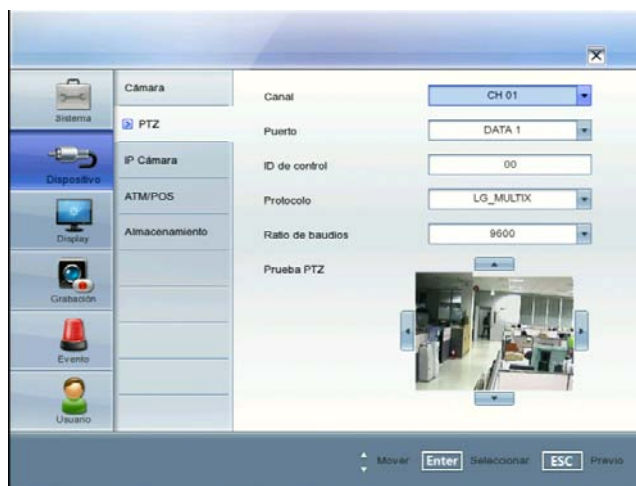 Sistema
Dispositivo
Display
Grabación
Evento
Usuario
Cámara
PTZ
IP Cámara
ATM/POS
Almacenamiento
Canal CH 01
Puerto DATA 1
ID de control 00
Protocolo LG_MULTIX
Ratio de baudios 9600
Prueba PTZ
Mover Enter Seleccionar ESC Previo